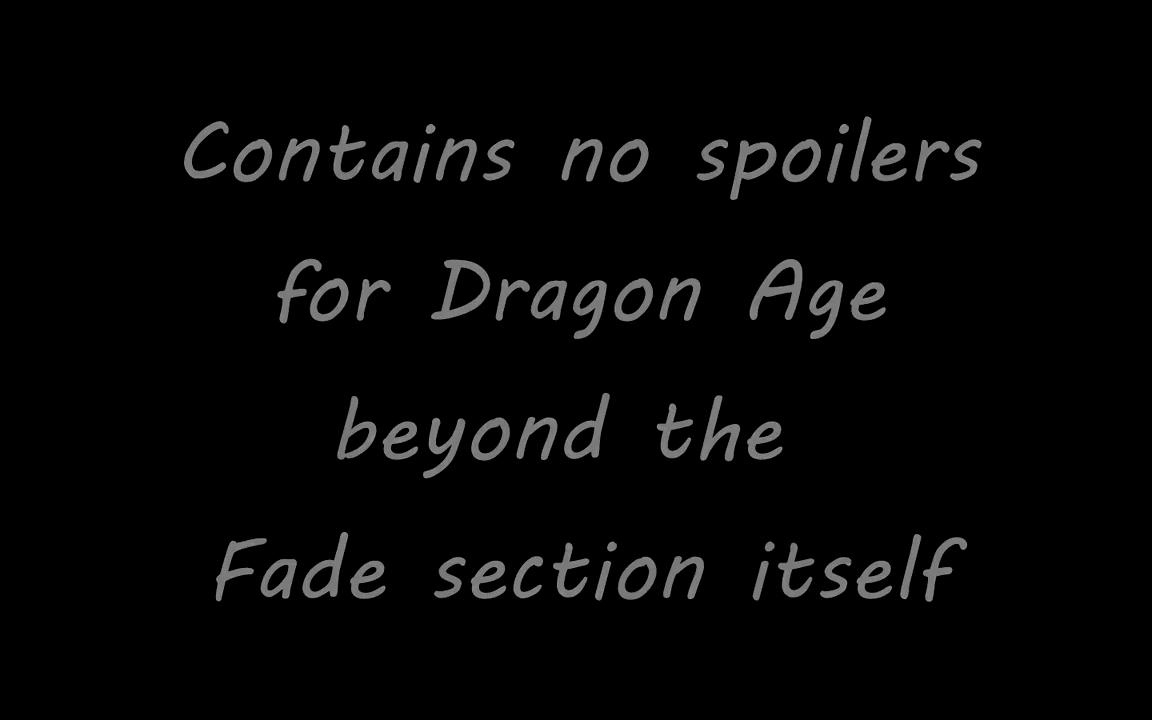 Contains no spoilers
for Dragon Age
beyond the
Fade section itself